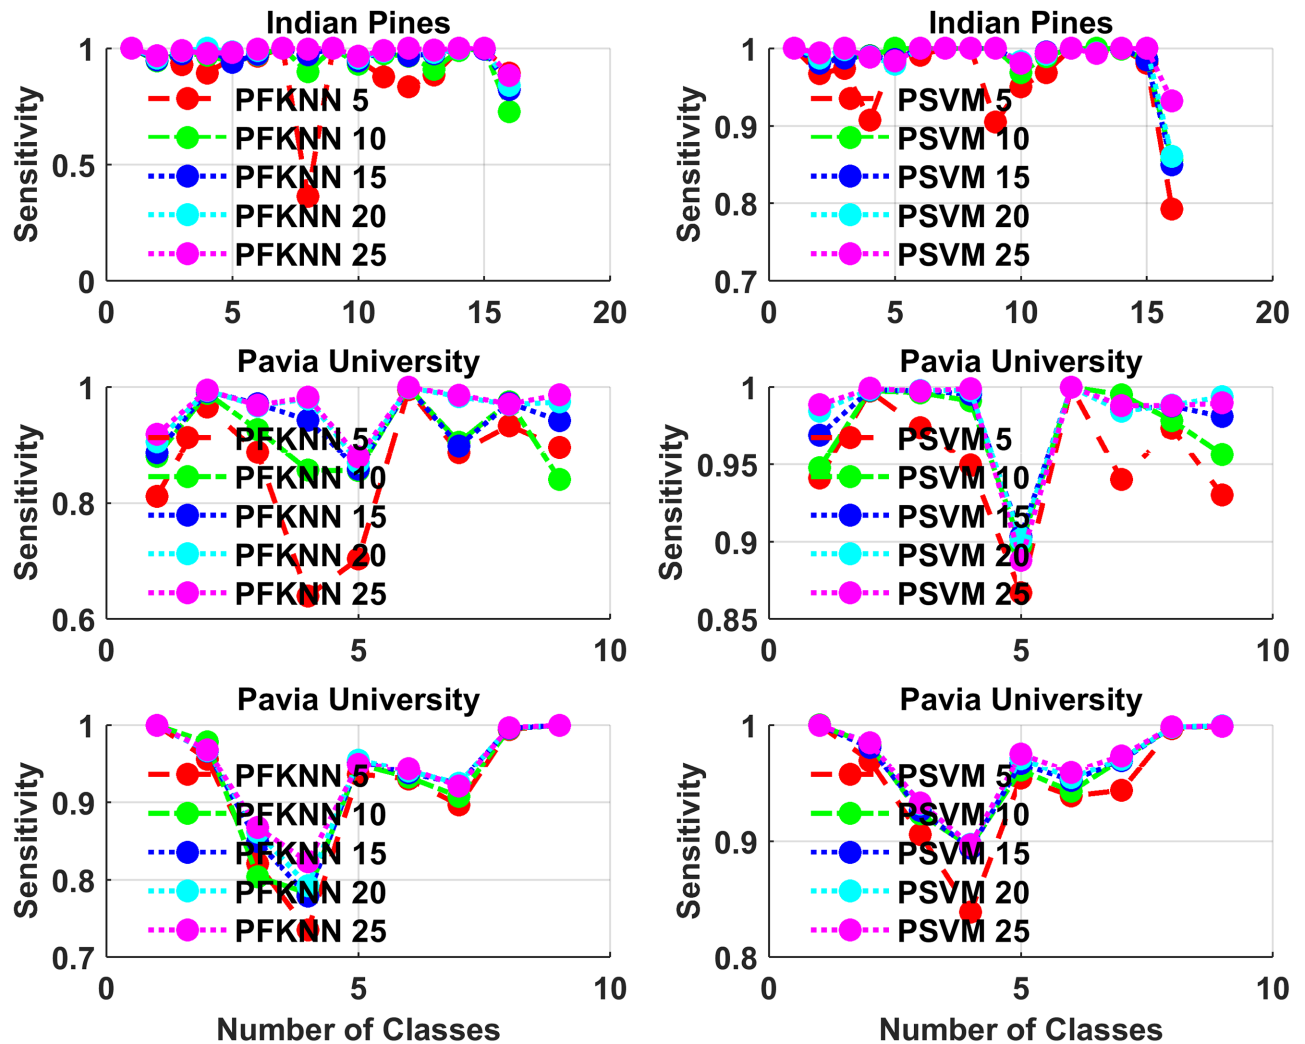 Indian Pines
Sensitivity
1
0.5
0
PFKNN 5
PFKNN 10
PFKNN 15
PFKNN 20
PFKNN 25
0 5 10 15 20
Indian Pines
Sensitivity
1
0.9
0.8
0.7
PSVM 5
PSVM 10
PSVM 15
PSVM 20
PSVM 25
0 5 10 15 20
Pavia University
Sensitivity
1
0.8
0.6
PFKNN 5
PFKNN 10
PFKNN 15
PFKNN 20
PFKNN 25
0 5 10
Pavia University
Sensitivity
1
0.95
0.9
0.85
PSVM 5
PSVM 10
PSVM 15
PSVM 20
PSVM 25
0 5 10
Pavia University
Sensitivity
1
0.9
0.8
0.7
PFKNN 5
PFKNN 10
PFKNN 15
PFKNN 20
PFKNN 25
0 5 10
Number of Classes
Pavia University
Sensitivity
1
0.9
0.8
PSVM 5
PSVM 10
PSVM 15
PSVM 20
PSVM 25
0 5 10
Number of Classes